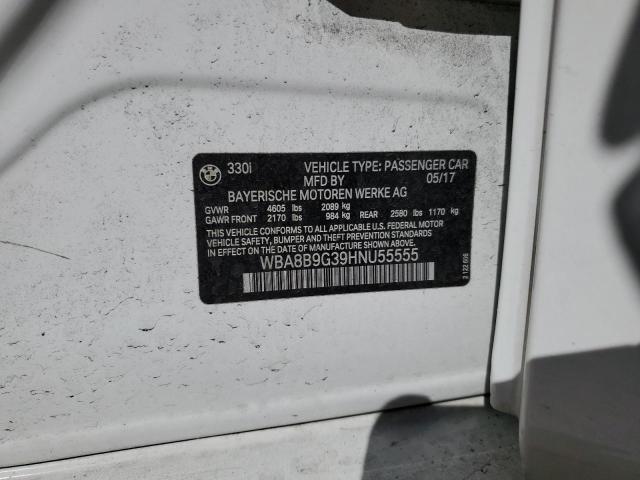 330i VEHICLE TYPE: PASSENGER CAR
MFD BY 05/17
BAYERISCHE MOTOREN WERKE AG
GVWR 4605 lbs 2089 kg
GAWR FRONT 2170 lbs 984 kg REAR 2580 lbs 1170 kg
THIS VEHICLE CONFORMS TO ALL APPLICABLE U.S. FEDERAL MOTOR
VEHICLE SAFETY, BUMPER, AND THEFT PREVENTION STANDARDS
IN EFFECT ON THE DATE OF MANUFACTURE SHOWN ABOVE.
WBA8B9G39HNU55555